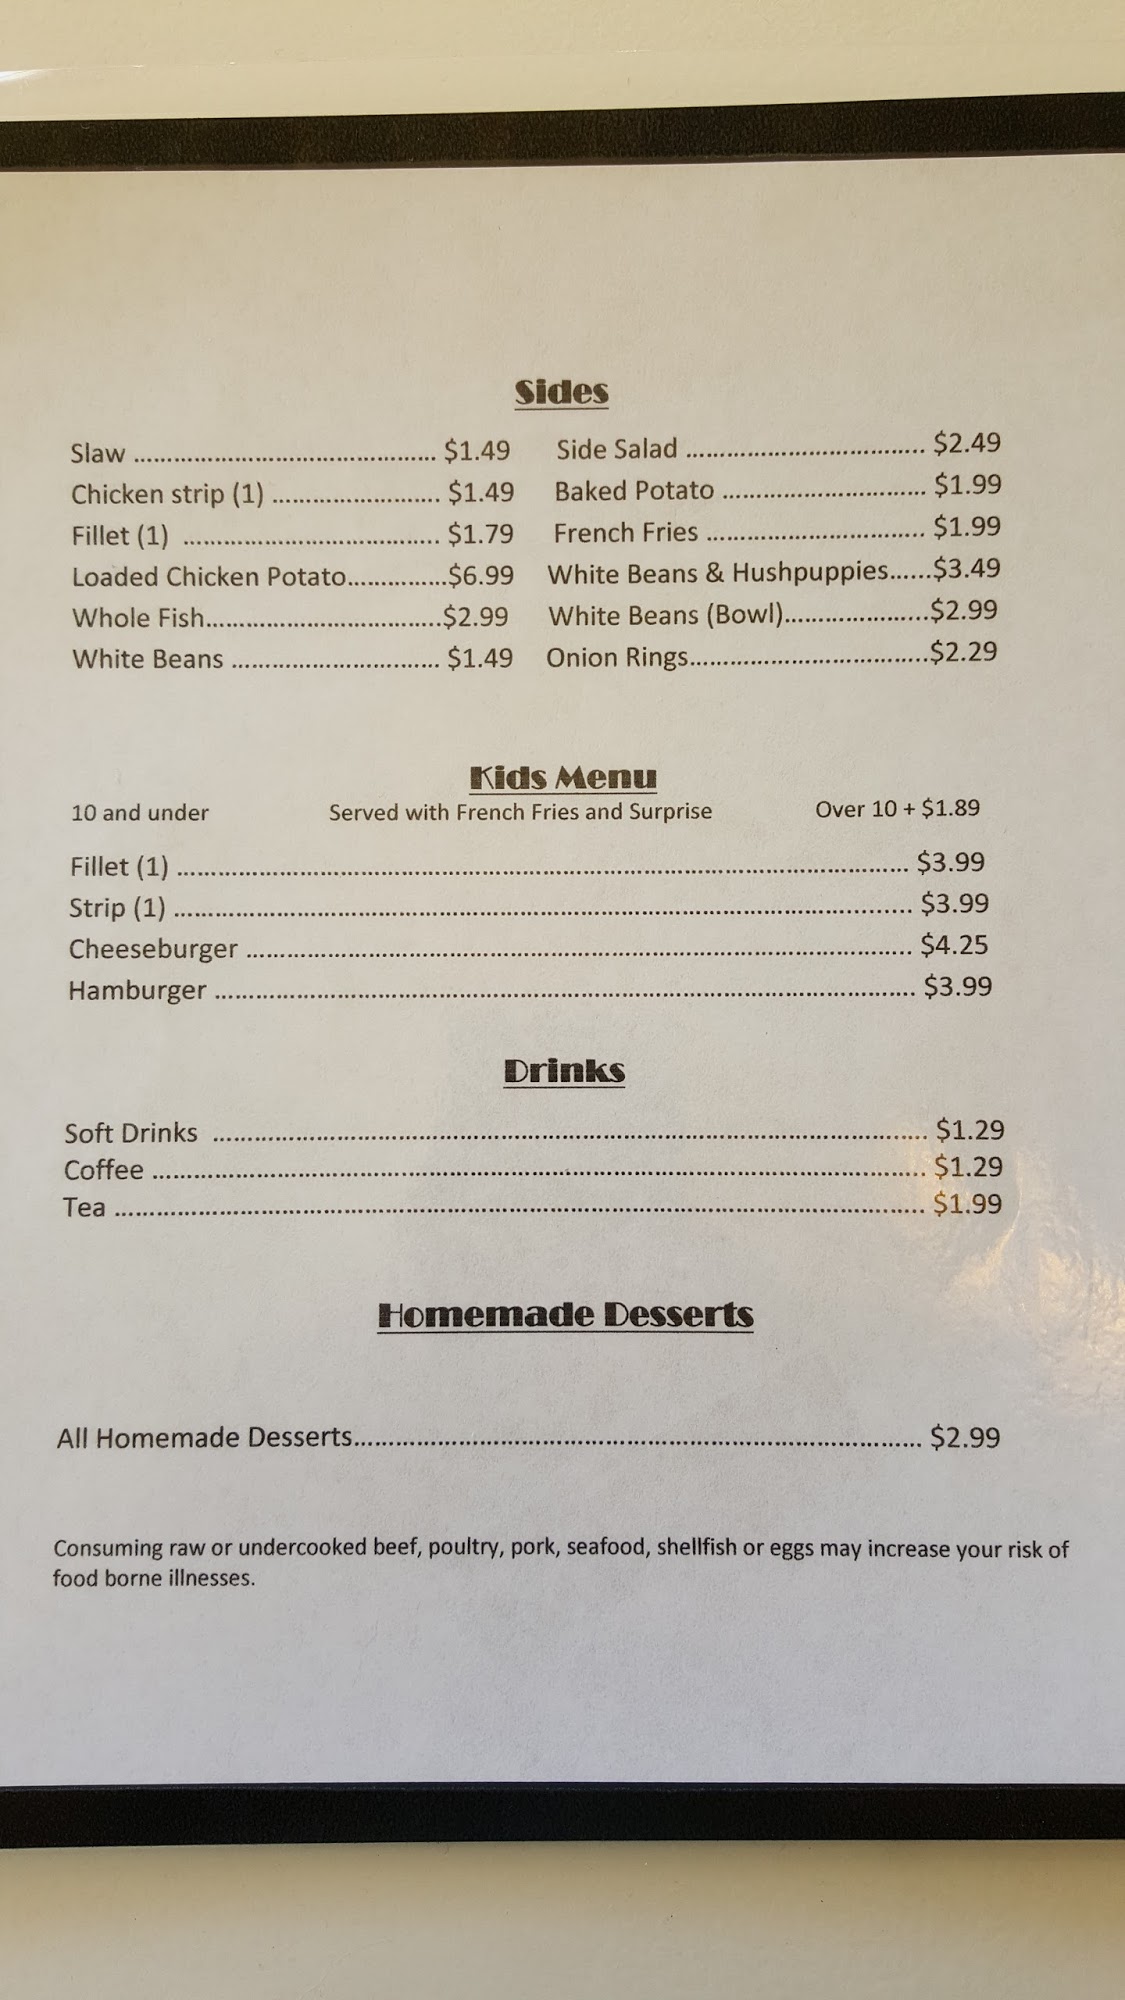 Sides
Slaw ............................................. $1.49 Side Salad ................................... $2.49
Chicken strip (1) ......................... $1.49 Baked Potato .............................. $1.99
Fillet (1) ...................................... $1.79 French Fries ................................ $1.99
Loaded Chicken Potato...............$6.99 White Beans & Hushpuppies......$3.49
Whole Fish...................................$2.99 White Beans (Bowl).....................$2.99
White Beans ............................... $1.49 Onion Rings...................................$2.29
Kids Menu
10 and under Served with French Fries and Surprise Over 10 + $1.89
Fillet (1) ............................................................................................................. $3.99
Strip (1) .............................................................................................................. $3.99
Cheeseburger ................................................................................................... $4.25
Hamburger ........................................................................................................ $3.99
Drinks
Soft Drinks .......................................................................................................... $1.29
Coffee ................................................................................................................... $1.29
Tea ......................................................................................................................... $1.99
Homemade Desserts
All Homemade Desserts..................................................................................... $2.99
Consuming raw or undercooked beef, poultry, pork, seafood, shellfish or eggs may increase your risk of
food borne illnesses.